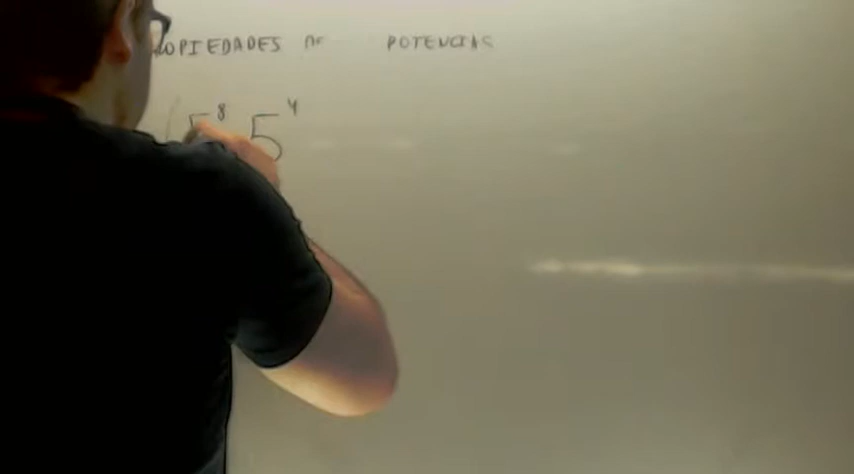 OPIEDADES DE POTENCIAS
5⁸ 5⁴